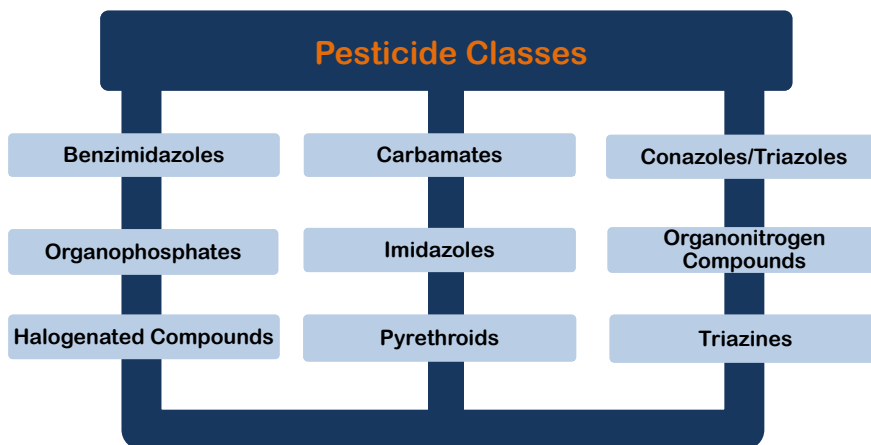 Pesticide Classes
Benzimidazoles
Carbamates
Conazoles/Triazoles
Organophosphates
Imidazoles
Organonitrogen
Compounds
Halogenated Compounds
Pyrethroids
Triazines